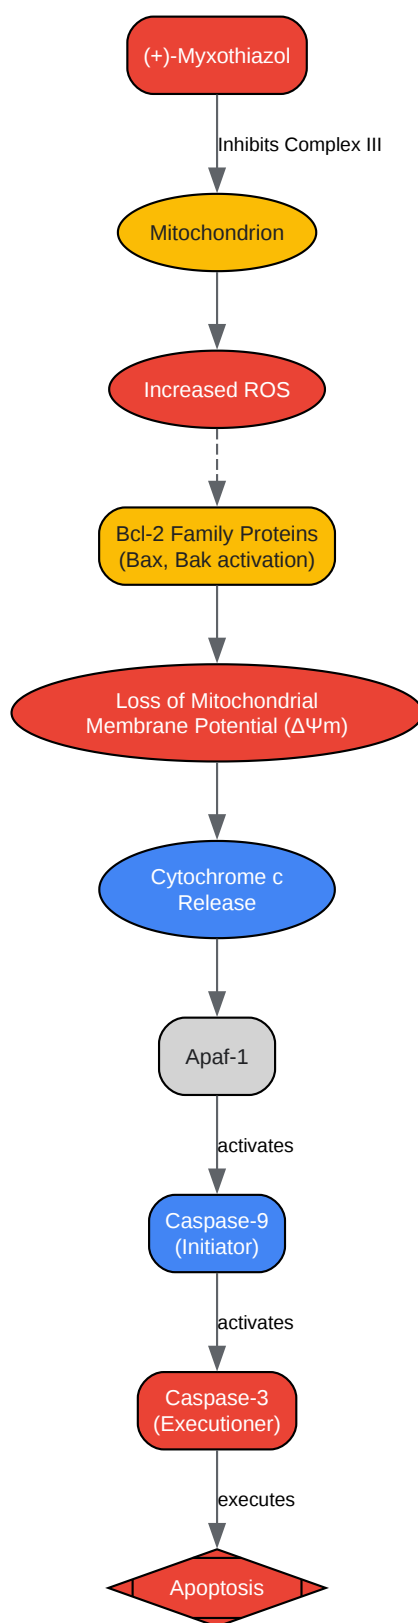 (+)-Myxothiazol
Inhibits Complex III
Mitochondrion
Increased ROS
Bcl-2 Family Proteins
(Bax, Bak activation)
Loss of Mitochondrial
Membrane Potential (ΔΨm)
Cytochrome c
Release
Apaf-1
activates
Caspase-9
(Initiator)
activates
Caspase-3
(Executioner)
executes
Apoptosis